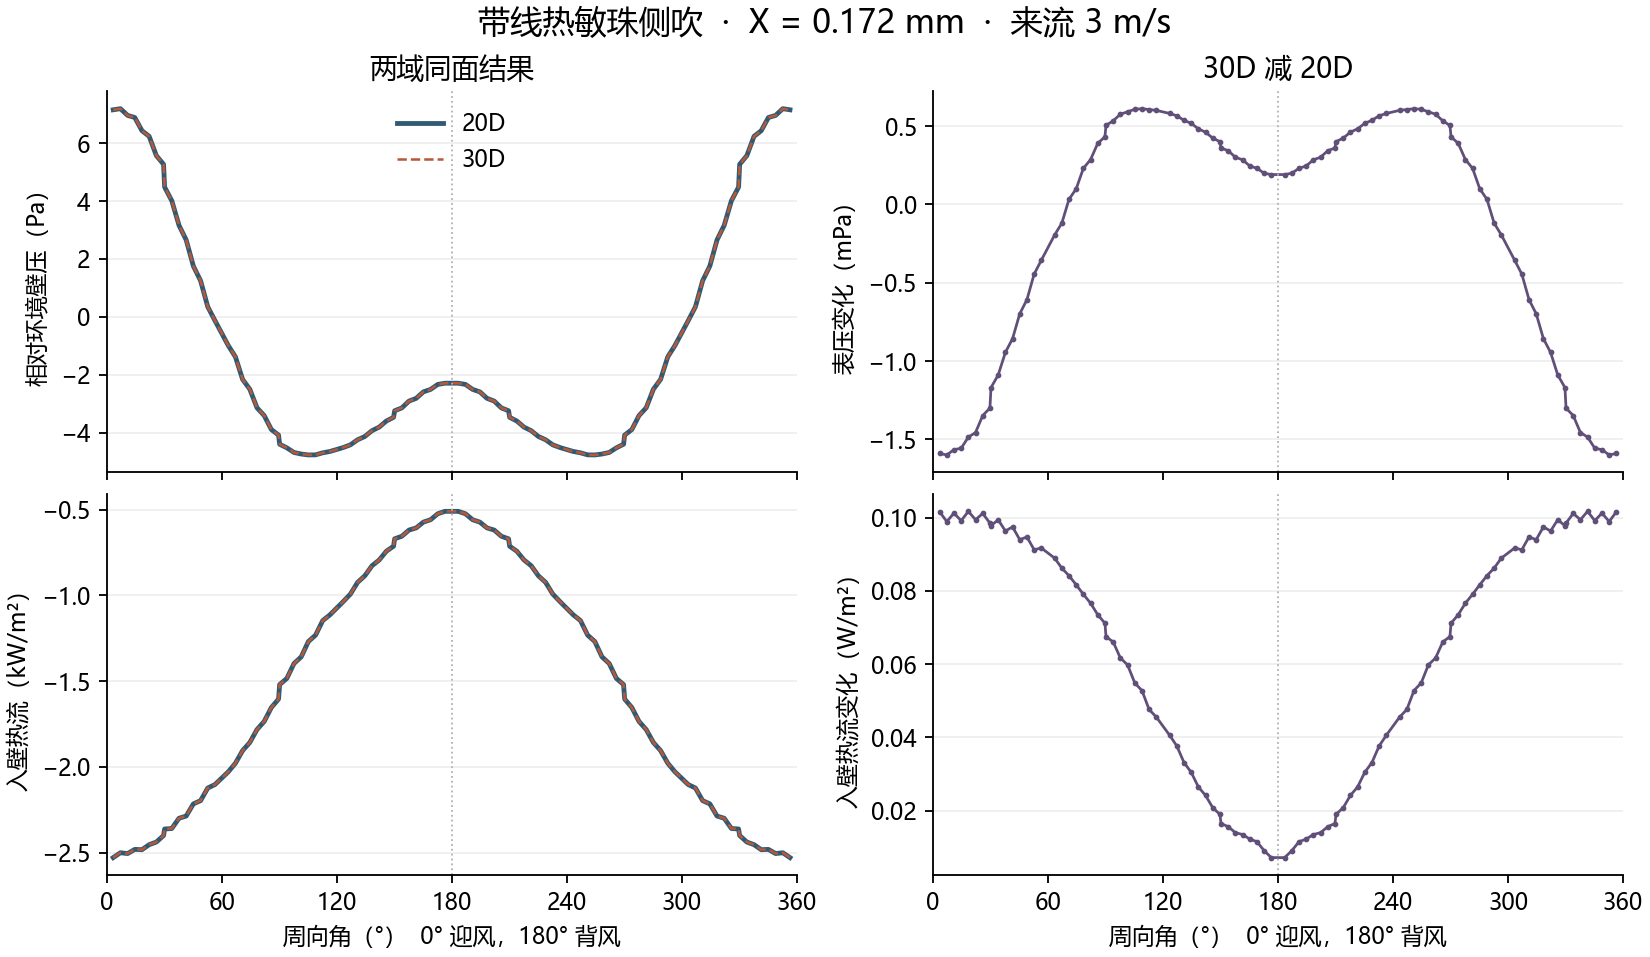 带线热敏珠侧吹 · X = 0.172 mm · 来流 3 m/s
两域同面结果
20D
30D
相对环境壁压（Pa）
6
4
2
0
−2
−4
30D 减 20D
表压变化（mPa）
0.5
0.0
−0.5
−1.0
−1.5
入壁热流（kW/m²）
−0.5
−1.0
−1.5
−2.0
−2.5
0 60 120 180 240 300 360
周向角（°） 0° 迎风，180° 背风
入壁热流变化（W/m²）
0.10
0.08
0.06
0.04
0.02
0 60 120 180 240 300 360
周向角（°） 0° 迎风，180° 背风